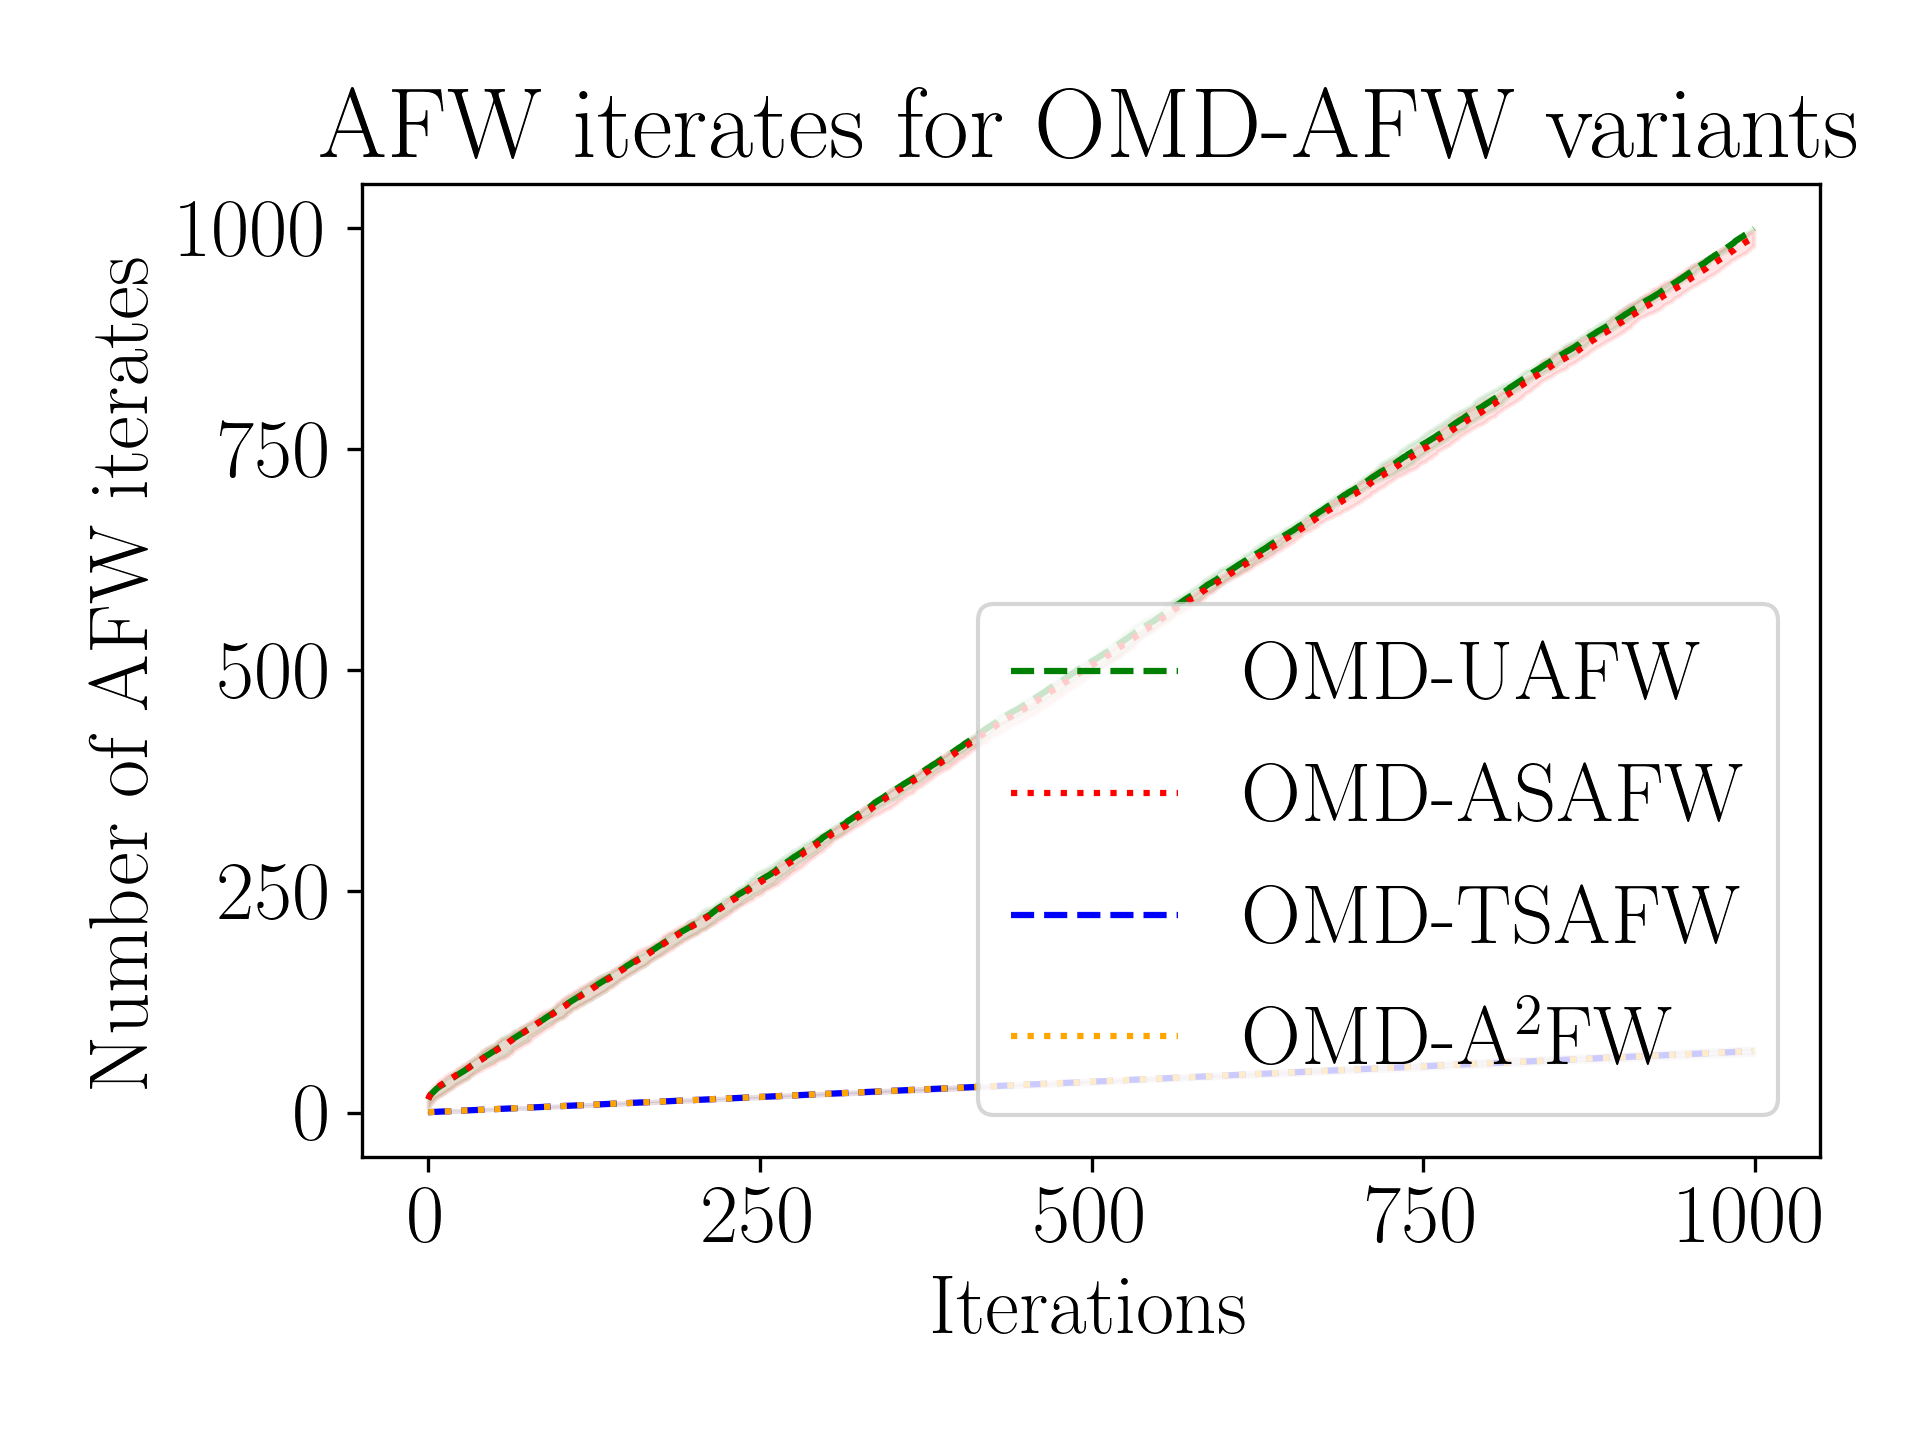 AFW iterates for OMD-AFW variants
Number of AFW iterates
1000
750
500
250
0
OMD-UAFW
OMD-ASAFW
OMD-TSAFW
OMD-A²FW
0 250 500 750 1000
Iterations